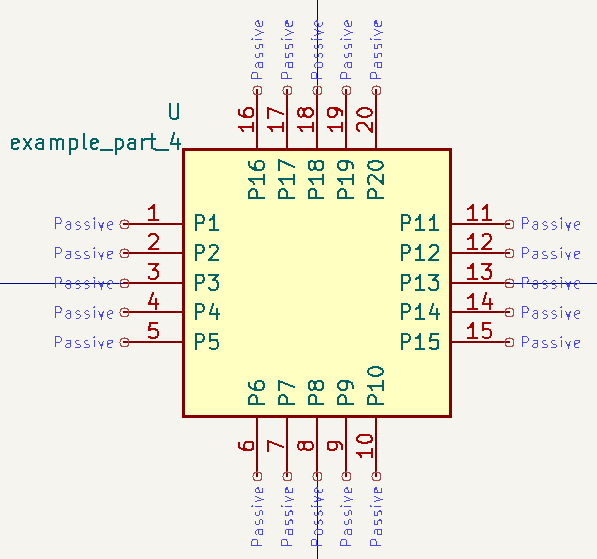 Passive Passive Passive Passive Passive
16 17 18 19 20
U
example_part_4
P16 P17 P18 P19 P20
Passive 1 P1 P11 11 Passive
Passive 2 P2 P12 12 Passive
Passive 3 P3 P13 13 Passive
Passive 4 P4 P14 14 Passive
Passive 5 P5 P15 15 Passive
P6 P7 P8 P9 P10
6 7 8 9 10
Passive Passive Passive Passive Passive